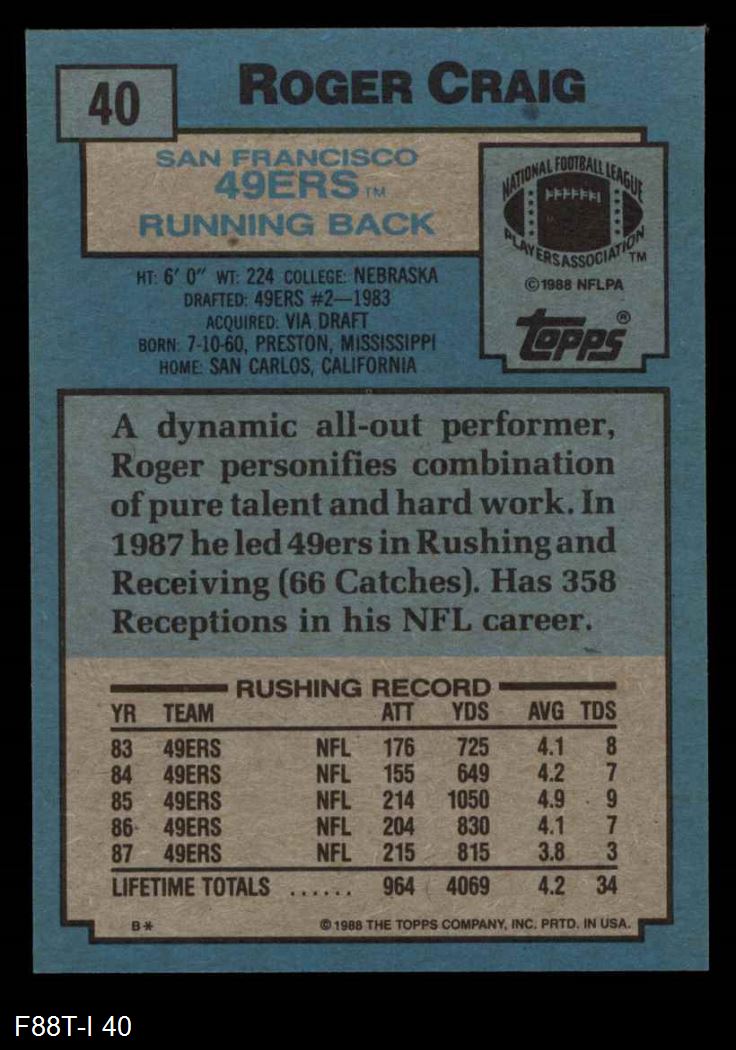 40
ROGER CRAIG
SAN FRANCISCO
49ERS TM
RUNNING BACK
NATIONAL FOOTBALL LEAGUE
PLAYERS ASSOCIATION TM
©1988 NFLPA
topps®
HT: 6' 0" WT: 224 COLLEGE: NEBRASKA
DRAFTED: 49ERS #2—1983
ACQUIRED: VIA DRAFT
BORN: 7-10-60, PRESTON, MISSISSIPPI
HOME: SAN CARLOS, CALIFORNIA
A dynamic all-out performer,
Roger personifies combination
of pure talent and hard work. In
1987 he led 49ers in Rushing and
Receiving (66 Catches). Has 358
Receptions in his NFL career.
RUSHING RECORD
YR TEAM ATT YDS AVG TDS
83 49ERS NFL 176 725 4.1 8
84 49ERS NFL 155 649 4.2 7
85 49ERS NFL 214 1050 4.9 9
86 49ERS NFL 204 830 4.1 7
87 49ERS NFL 215 815 3.8 3
LIFETIME TOTALS ...... 964 4069 4.2 34
B* ©1988 THE TOPPS COMPANY, INC. PRTD. IN USA.
F88T-I 40